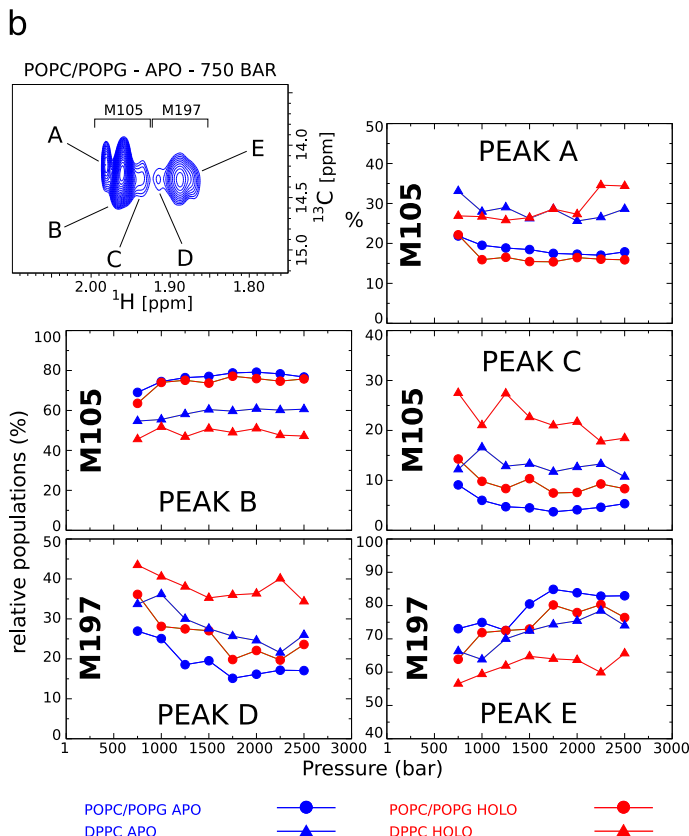 b
POPC/POPG - APO - 750 BAR
M105 M197
A
E
B
C
D
14.0
14.5
15.0
13C [ppm]
2.00 1.90 1.80
1H [ppm]
50
40
30
20
10
0
%
PEAK A
M105
100
80
60
40
20
0
M105
PEAK B
40
30
20
10
0
PEAK C
M105
relative populations (%)
50
40
30
20
10
0
M197
PEAK D
1 500 1000 1500 2000 2500 3000
100
90
80
70
60
50
40
M197
PEAK E
1 500 1000 1500 2000 2500 3000
Pressure (bar)
POPC/POPG APO
POPC/POPG HOLO
DPPC APO
DPPC HOLO